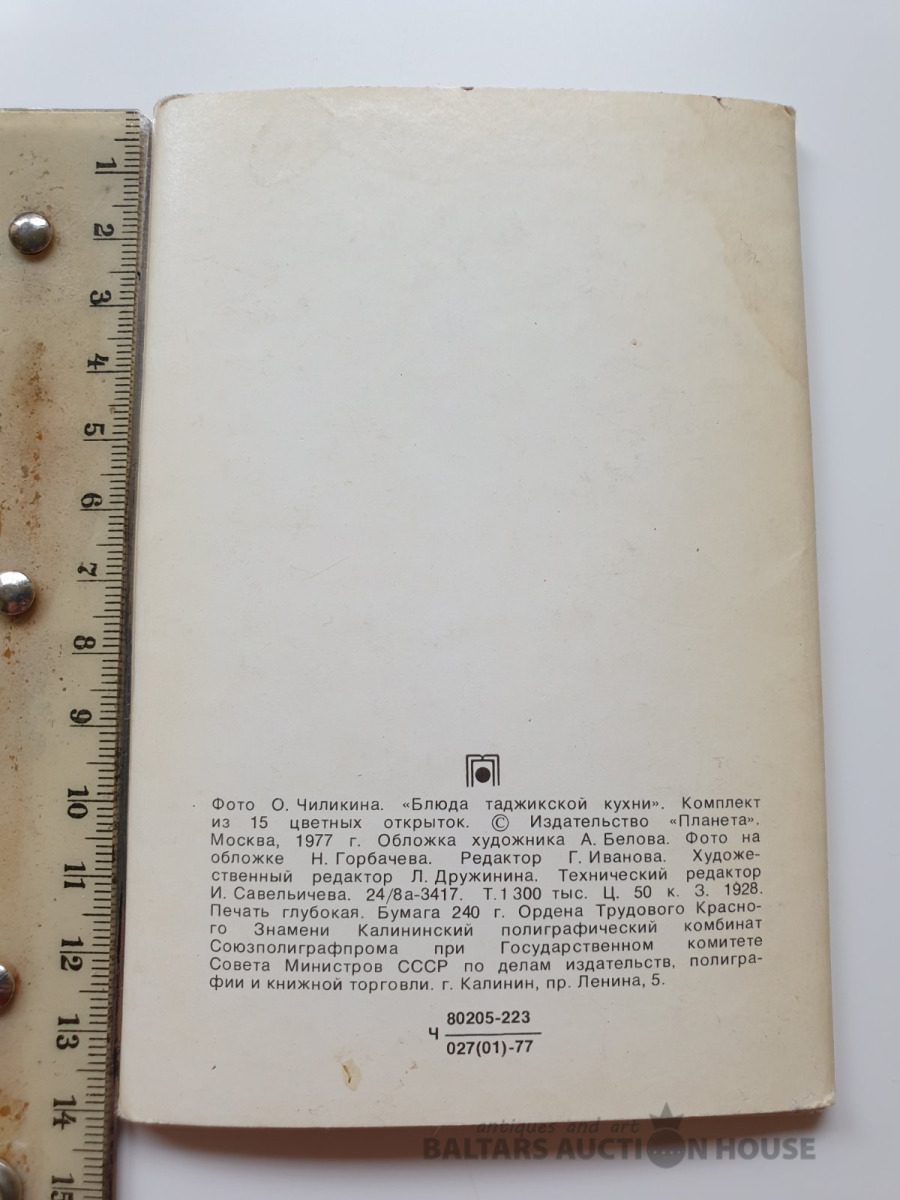 1
2
3
4
5
6
7
8
9
10
11
12
13
14
15
Фото О. Чиликина. «Блюда таджикской кухни». Комплект
из 15 цветных открыток. © Издательство «Планета».
Москва, 1977 г. Обложка художника А. Белова. Фото на
обложке Н. Горбачева. Редактор Г. Иванова. Художе-
ственный редактор Л. Дружинина. Технический редактор
И. Савельичева. 24/8а-3417. Т. 1 300 тыс. Ц. 50 к. З. 1928.
Печать глубокая. Бумага 240 г. Ордена Трудового Красно-
го Знамени Калининский полиграфический комбинат
Союзполиграфпрома при Государственном комитете
Совета Министров СССР по делам издательств, полигра-
фии и книжной торговли. г. Калинин, пр. Ленина, 5.
80205-223
Ч
027(01)-77
antiques and art
BALTARS AUCTION HOUSE